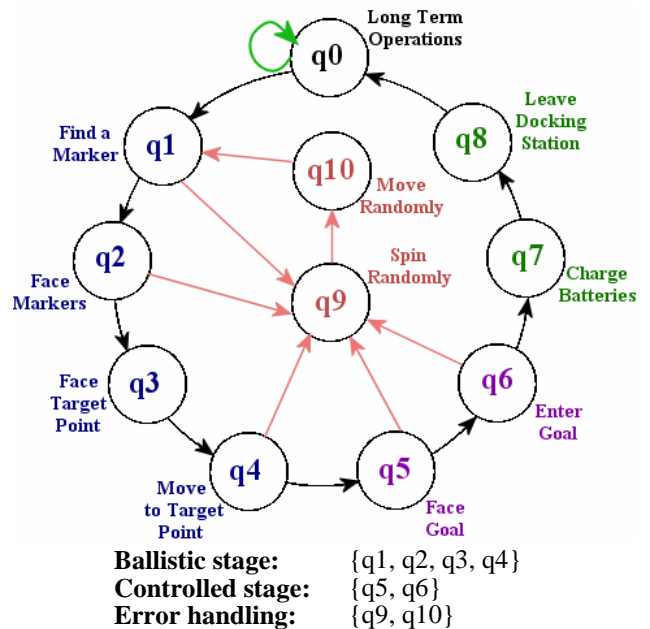 Long Term
Operations
q0
Find a
Marker
q1
Leave
Docking
Station
q8
q10
Move
Randomly
q2
Face
Markers
Spin
Randomly
q9
q7
Charge
Batteries
Face
Target
Point
q3
q6
Enter
Goal
q4
Move
to Target
Point
q5
Face
Goal
Ballistic stage: {q1, q2, q3, q4}
Controlled stage: {q5, q6}
Error handling: {q9, q10}